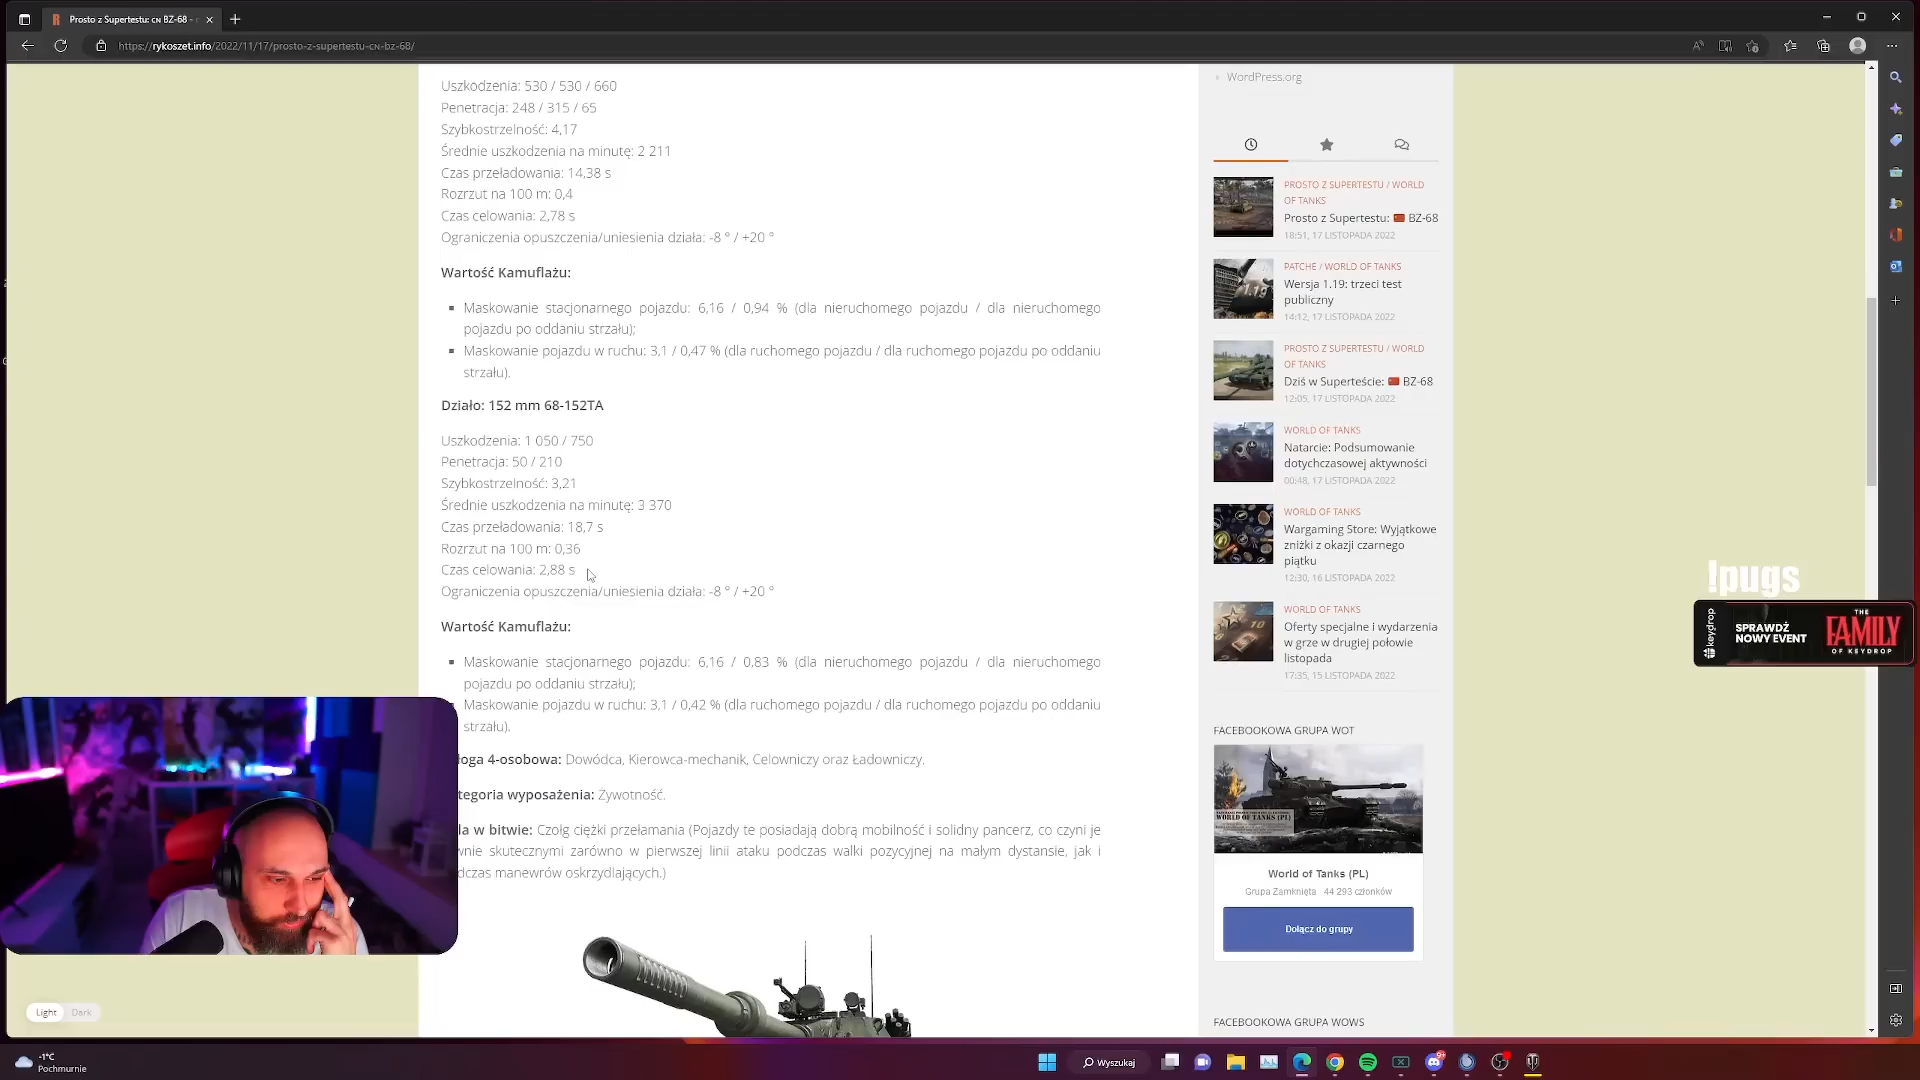 Prosto z Supertestu: CN BZ-68 -
https://rykoszet.info/2022/11/17/prosto-z-supertestu-cn-bz-68/
Uszkodzenia: 530 / 530 / 660
Penetracja: 248 / 315 / 65
Szybkostrzelność: 4,17
Średnie uszkodzenia na minutę: 2 211
Czas przeładowania: 14,38 s
Rozrzut na 100 m: 0,4
Czas celowania: 2,78 s
Ograniczenia opuszczenia/uniesienia działa: -8 ° / +20 °
Wartość Kamuflażu:
Maskowanie stacjonarnego pojazdu: 6,16 / 0,94 % (dla nieruchomego pojazdu / dla nieruchomego
pojazdu po oddaniu strzału);
Maskowanie pojazdu w ruchu: 3,1 / 0,47 % (dla ruchomego pojazdu / dla ruchomego pojazdu po oddaniu
strzału).
Działo: 152 mm 68-152TA
Uszkodzenia: 1 050 / 750
Penetracja: 50 / 210
Szybkostrzelność: 3,21
Średnie uszkodzenia na minutę: 3 370
Czas przeładowania: 18,7 s
Rozrzut na 100 m: 0,36
Czas celowania: 2,88 s
Ograniczenia opuszczenia/uniesienia działa: -8 ° / +20 °
Wartość Kamuflażu:
Maskowanie stacjonarnego pojazdu: 6,16 / 0,83 % (dla nieruchomego pojazdu / dla nieruchomego
pojazdu po oddaniu strzału);
Maskowanie pojazdu w ruchu: 3,1 / 0,42 % (dla ruchomego pojazdu / dla ruchomego pojazdu po oddaniu
strzału).
łoga 4-osobowa: Dowódca, Kierowca-mechanik, Celowniczy oraz Ładowniczy.
tegoria wyposażenia: Żywotność.
la w bitwie: Czołg ciężki przełamania (Pojazdy te posiadają dobrą mobilność i solidny pancerz, co czyni je
wnie skutecznymi zarówno w pierwszej linii ataku podczas walki pozycyjnej na małym dystansie, jak i
dczas manewrów oskrzydlających.)
WordPress.org
PROSTO Z SUPERTESTU / WORLD
OF TANKS
Prosto z Supertestu: BZ-68
18:51, 17 LISTOPADA 2022
PATCHE / WORLD OF TANKS
Wersja 1.19: trzeci test
publiczny
14:12, 17 LISTOPADA 2022
PROSTO Z SUPERTESTU / WORLD
OF TANKS
Dziś w Superteście: BZ-68
12:05, 17 LISTOPADA 2022
WORLD OF TANKS
Natarcie: Podsumowanie
dotychczasowej aktywności
00:48, 17 LISTOPADA 2022
WORLD OF TANKS
Wargaming Store: Wyjątkowe
zniżki z okazji czarnego
piątku
12:30, 16 LISTOPADA 2022
WORLD OF TANKS
Oferty specjalne i wydarzenia
w grze w drugiej połowie
listopada
17:35, 15 LISTOPADA 2022
FACEBOOKOWA GRUPA WOT
WORLD OF TANKS (PL)
World of Tanks (PL)
Grupa Zamknięta · 44 293 członków
Dołącz do grupy
FACEBOOKOWA GRUPA WOWS
!pugs
keydrop
SPRAWDŹ
NOWY EVENT
THE
FAMILY
OF KEYDROP
Light Dark
-1°C
Pochmurnie
Wyszukaj